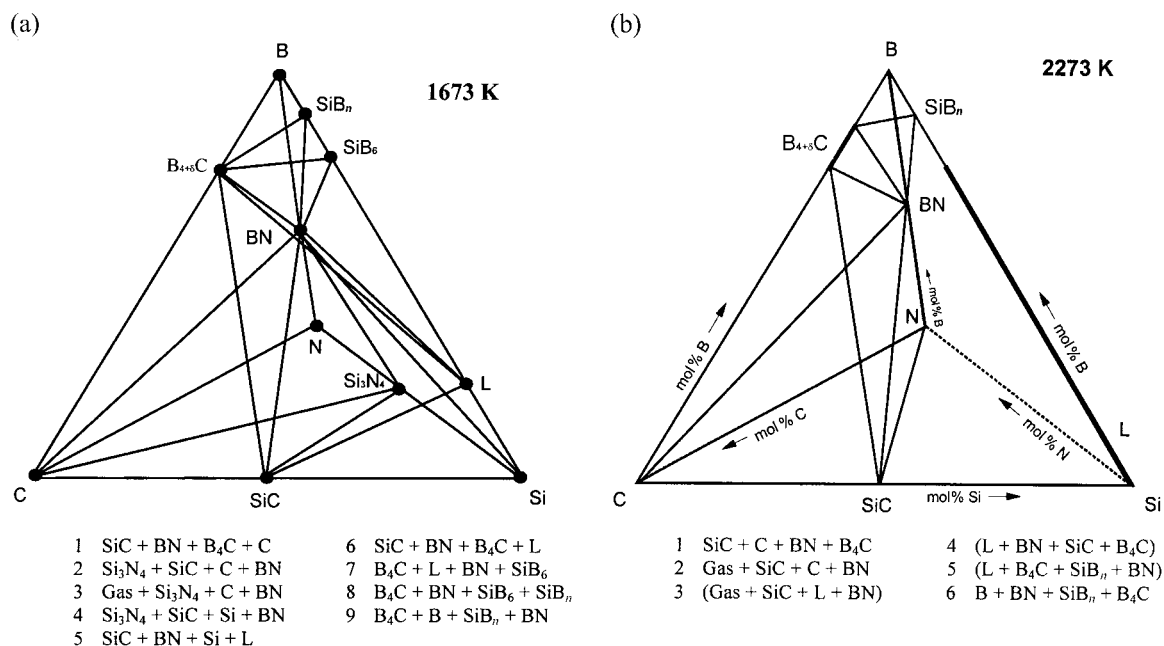 (a)
B
1673 K
SiBn
SiB6
B4+δC
BN
N
Si3N4
L
C
SiC
Si
1 SiC + BN + B4C + C
2 Si3N4 + SiC + C + BN
3 Gas + Si3N4 + C + BN
4 Si3N4 + SiC + Si + BN
5 SiC + BN + Si + L
6 SiC + BN + B4C + L
7 B4C + L + BN + SiB6
8 B4C + BN + SiB6 + SiBn
9 B4C + B + SiBn + BN
(b)
B
2273 K
SiBn
B4+δC
BN
mol% B
N
mol% B
mol% B
mol% C
mol% N
L
C
SiC
mol% Si
Si
1 SiC + C + BN + B4C
2 Gas + SiC + C + BN
3 (Gas + SiC + L + BN)
4 (L + BN + SiC + B4C)
5 (L + B4C + SiBn + BN)
6 B + BN + SiBn + B4C